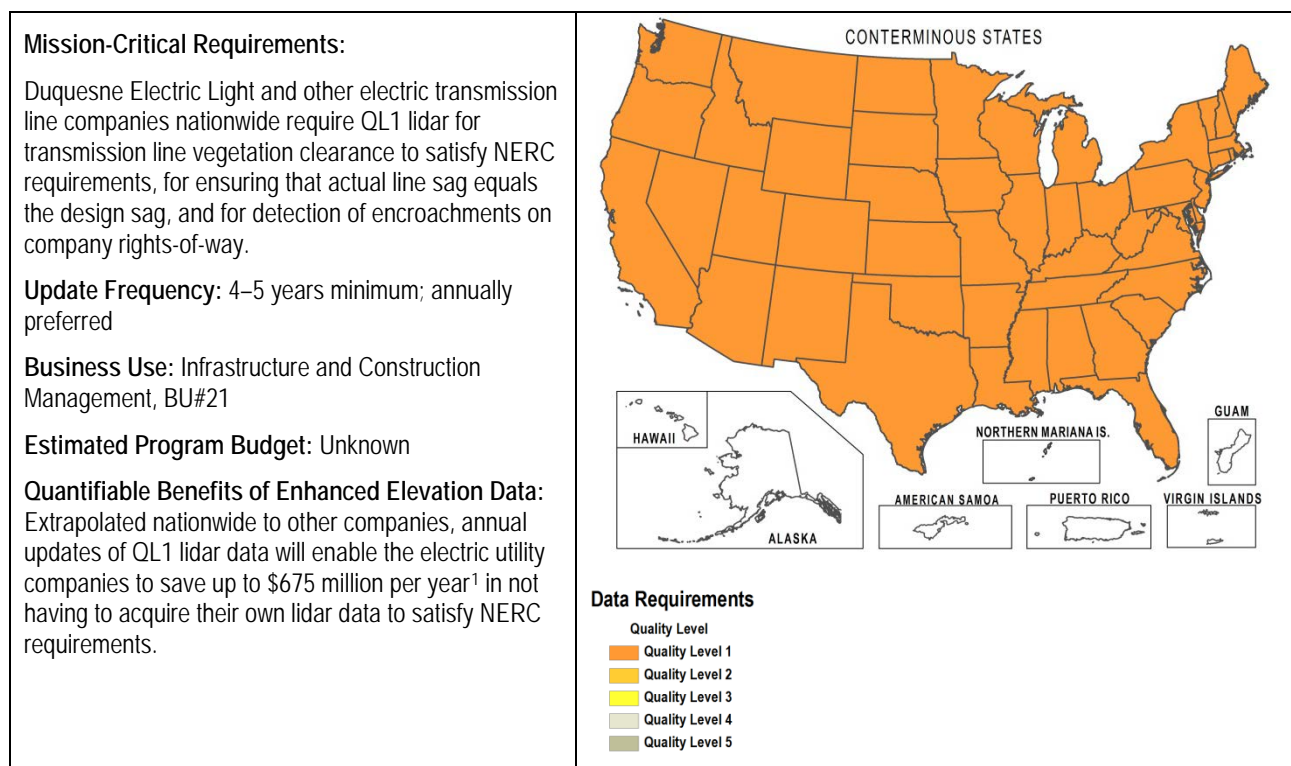 Mission-Critical Requirements:
Duquesne Electric Light and other electric transmission
line companies nationwide require QL1 lidar for
transmission line vegetation clearance to satisfy NERC
requirements, for ensuring that actual line sag equals
the design sag, and for detection of encroachments on
company rights-of-way.
Update Frequency: 4–5 years minimum; annually
preferred
Business Use: Infrastructure and Construction
Management, BU#21
Estimated Program Budget: Unknown
Quantifiable Benefits of Enhanced Elevation Data:
Extrapolated nationwide to other companies, annual
updates of QL1 lidar data will enable the electric utility
companies to save up to $675 million per year1 in not
having to acquire their own lidar data to satisfy NERC
requirements.
CONTERMINOUS STATES
HAWAII
ALASKA
NORTHERN MARIANA IS.
GUAM
AMERICAN SAMOA
PUERTO RICO
VIRGIN ISLANDS
Data Requirements
Quality Level
Quality Level 1
Quality Level 2
Quality Level 3
Quality Level 4
Quality Level 5